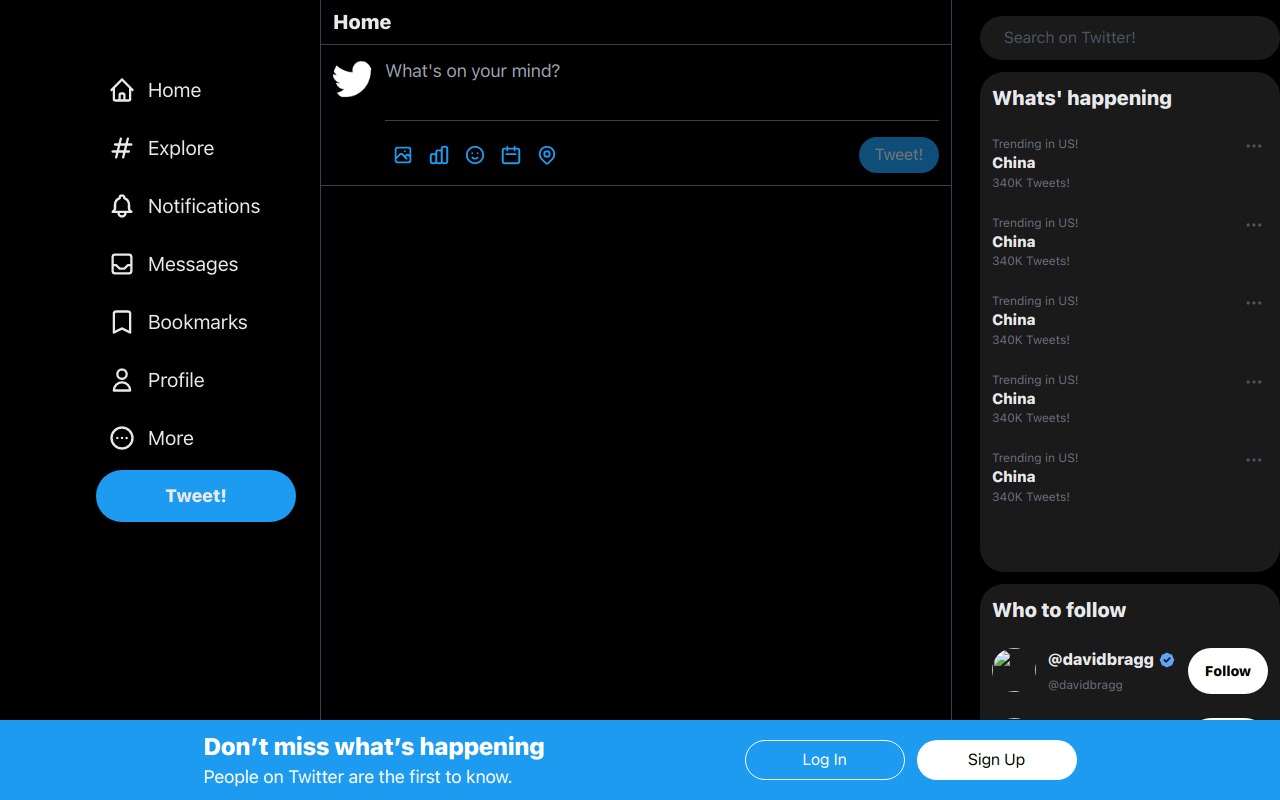 Home
Explore
Notifications
Messages
Bookmarks
Profile
More
Tweet!
Home
What's on your mind?
Tweet!
Search on Twitter!
Whats' happening
Trending in US!
China
340K Tweets!
Trending in US!
China
340K Tweets!
Trending in US!
China
340K Tweets!
Trending in US!
China
340K Tweets!
Trending in US!
China
340K Tweets!
Who to follow
@davidbragg
@davidbragg
Follow
Don’t miss what’s happening
People on Twitter are the first to know.
Log In
Sign Up